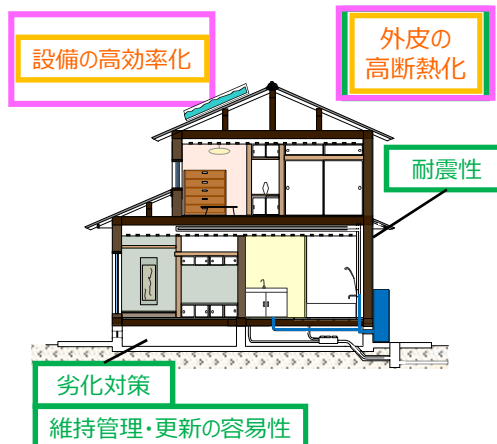 設備の高効率化
外皮の
高断熱化
耐震性
劣化対策
維持管理・更新の容易性